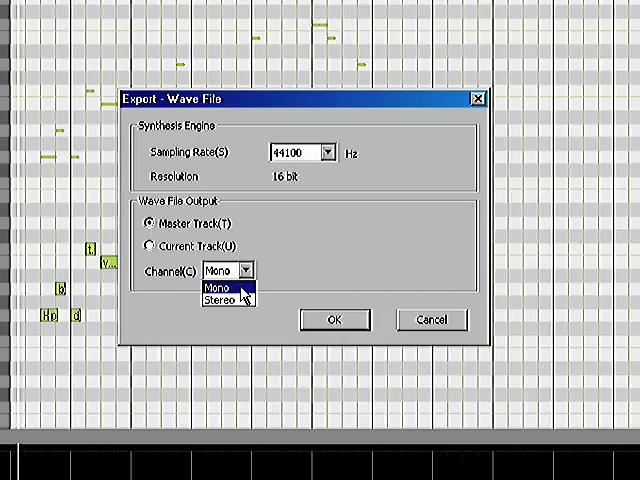 Export - Wave File
Synthesis Engine
Sampling Rate(S) 44100 Hz
Resolution 16 bit
Wave File Output
Master Track(T)
Current Track(U)
Channel(C) Mono
Mono
Stereo
OK Cancel
t
v...
b
Hp d